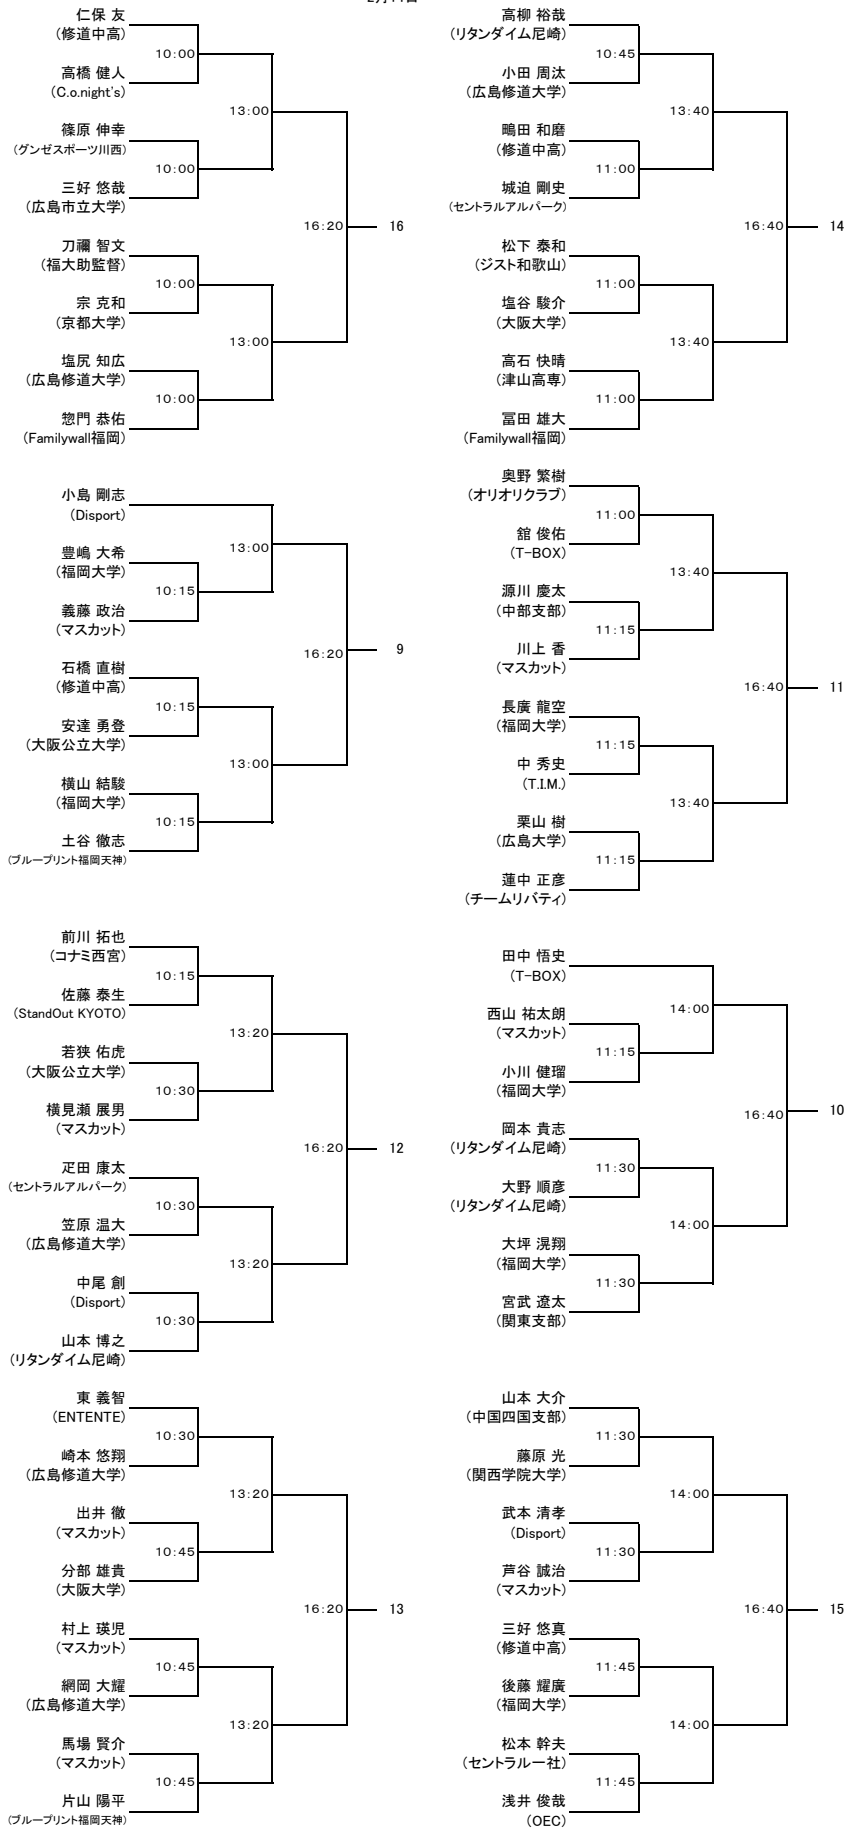 仁保 友
(修道中高)
10:00
高橋 健人
(C.o.night's)
13:00
篠原 伸幸
(グンゼスポーツ川西)
10:00
三好 悠哉
(広島市立大学)
16:20
16
刀禰 智文
(福大助監督)
10:00
宗 克和
(京都大学)
13:00
塩尻 知広
(広島修道大学)
10:00
惣門 恭佑
(Familywall福岡)
小島 剛志
(Disport)
13:00
豊嶋 大希
(福岡大学)
10:15
義藤 政治
(マスカット)
16:20
9
石橋 直樹
(修道中高)
10:15
安達 勇登
(大阪公立大学)
13:00
横山 結駿
(福岡大学)
10:15
土谷 徹志
(ブループリント福岡天神)
前川 拓也
(コナミ西宮)
10:15
佐藤 泰生
(StandOut KYOTO)
13:20
若狭 佑虎
(大阪公立大学)
10:30
横見瀬 展男
(マスカット)
16:20
12
疋田 康太
(セントラルアルパーク)
10:30
笠原 温大
(広島修道大学)
13:20
中尾 創
(Disport)
10:30
山本 博之
(リタンダイム尼崎)
東 義智
(ENTENTE)
10:30
崎本 悠翔
(広島修道大学)
13:20
出井 徹
(マスカット)
10:45
分部 雄貴
(大阪大学)
16:20
13
村上 瑛児
(マスカット)
10:45
網岡 大耀
(広島修道大学)
13:20
馬場 賢介
(マスカット)
10:45
片山 陽平
(ブループリント福岡天神)
高柳 裕哉
(リタンダイム尼崎)
10:45
小田 周汰
(広島修道大学)
13:40
鴫田 和磨
(修道中高)
11:00
城迫 剛史
(セントラルアルパーク)
16:40
14
松下 泰和
(ジスト和歌山)
11:00
塩谷 駿介
(大阪大学)
13:40
高石 快晴
(津山高専)
11:00
冨田 雄大
(Familywall福岡)
奥野 繁樹
(オリオリクラブ)
11:00
舘 俊佑
(T-BOX)
13:40
源川 慶太
(中部支部)
11:15
川上 香
(マスカット)
16:40
11
長廣 龍空
(福岡大学)
11:15
中 秀史
(T.I.M.)
13:40
栗山 樹
(広島大学)
11:15
蓮中 正彦
(チームリバティ)
田中 悟史
(T-BOX)
14:00
西山 祐太朗
(マスカット)
11:15
小川 健瑠
(福岡大学)
16:40
10
岡本 貴志
(リタンダイム尼崎)
11:30
大野 順彦
(リタンダイム尼崎)
14:00
大坪 滉翔
(福岡大学)
11:30
宮武 遼太
(関東支部)
山本 大介
(中国四国支部)
11:30
藤原 光
(関西学院大学)
14:00
武本 清孝
(Disport)
11:30
芦谷 誠治
(マスカット)
16:40
15
三好 悠真
(修道中高)
11:45
後藤 耀廣
(福岡大学)
14:00
松本 幹夫
(セントラル一社)
11:45
浅井 俊哉
(OEC)